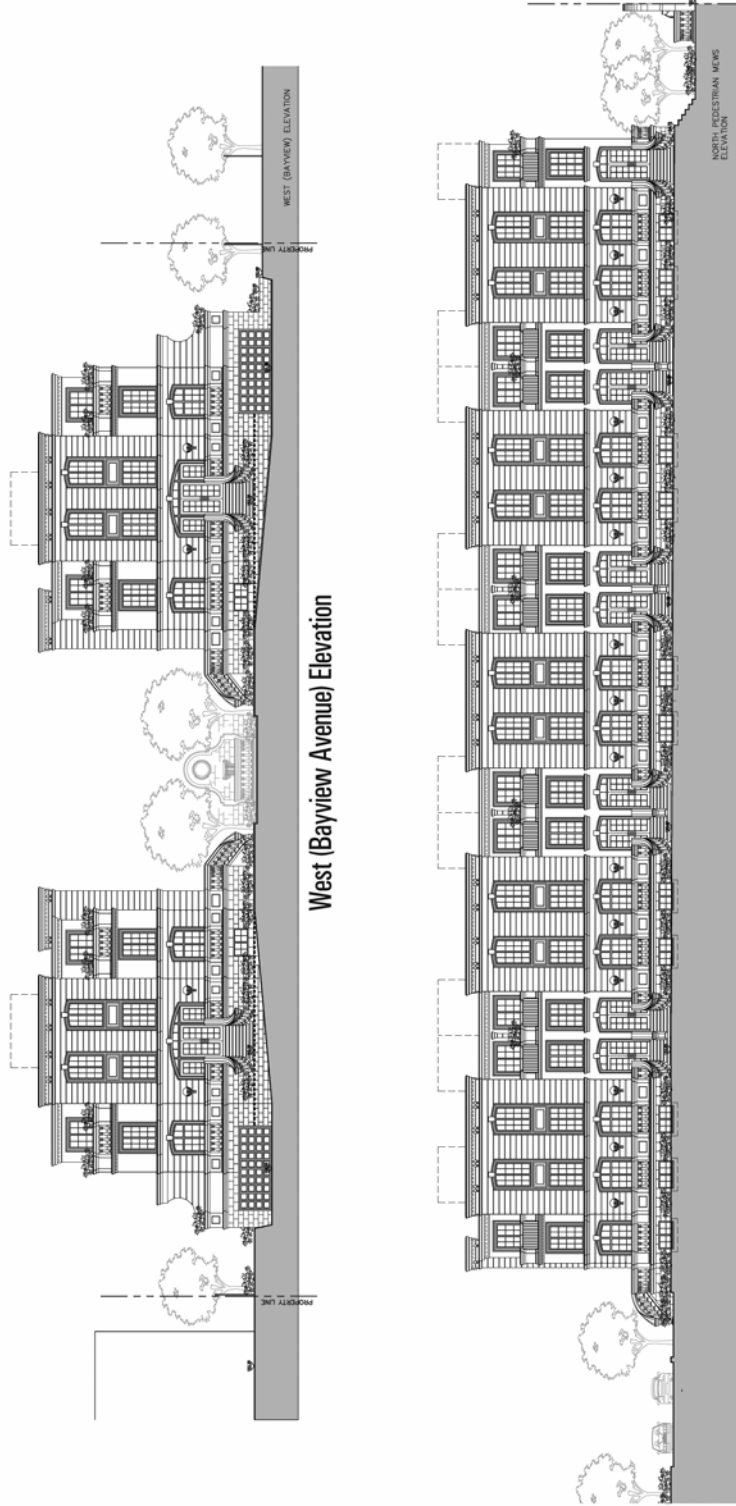 PROPERTY LINE
PROPERTY LINE
WEST (BAYVIEW) ELEVATION
West (Bayview Avenue) Elevation
NORTH PEDESTRIAN MEWS
ELEVATION